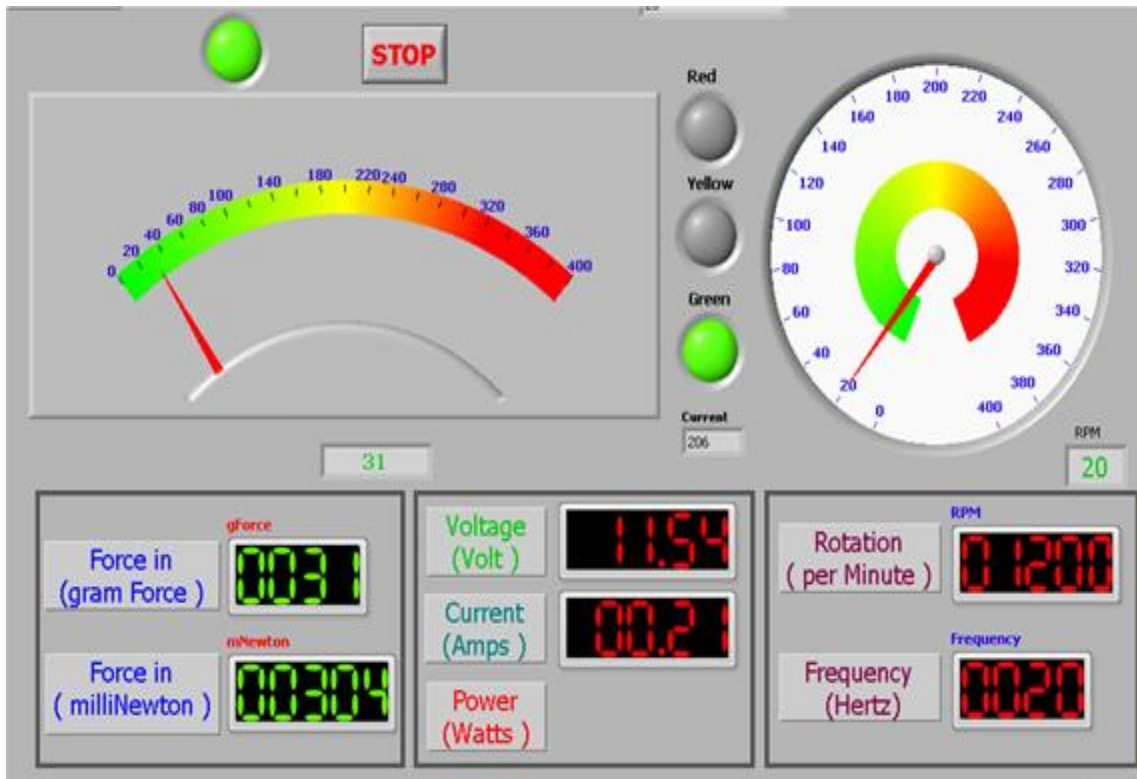 STOP
0 20 40 60 80 100 140 180 220 240 280 320 360 400
31
Red
Yellow
Green
Current
206
0 20 40 60 80 100 120 140 160 180 200 220 240 260 280 300 320 340 360 380 400
RPM
20
gForce
Force in
(gram Force )
0031
mNewton
Force in
( milliNewton )
00304
Voltage
(Volt )
11.54
Current
(Amps )
00.21
Power
(Watts )
RPM
Rotation
( per Minute )
01200
Frequency
Frequency
(Hertz)
0020